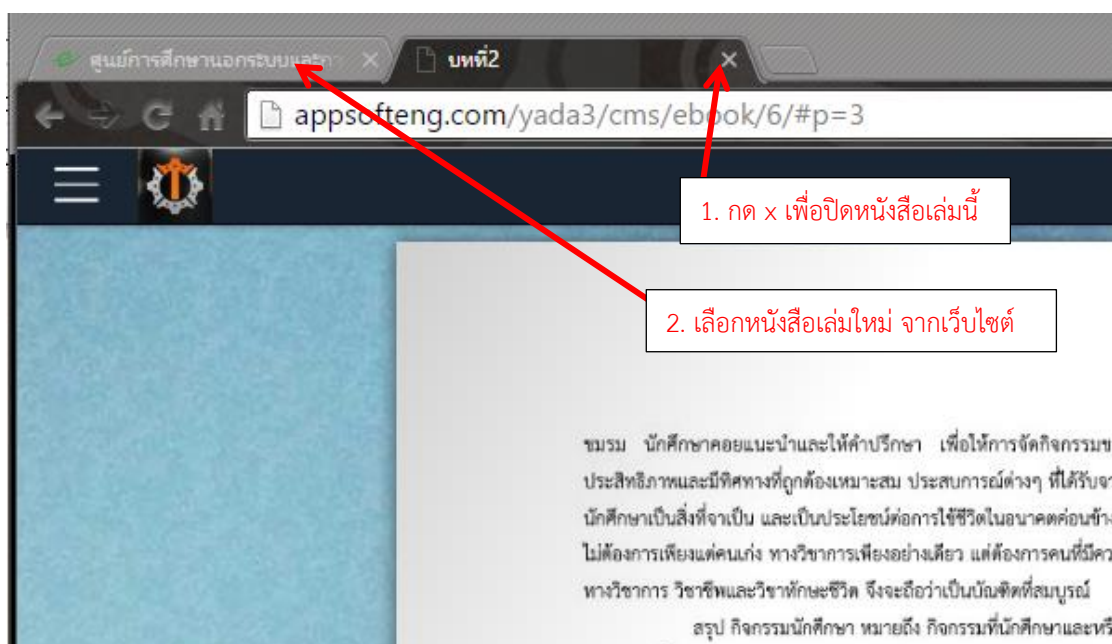 ศูนย์การศึกษานอกระบบและกา
บทที่2
appsofteng.com/yada3/cms/ebook/6/#p=3
1. กด x เพื่อปิดหนังสือเล่มนี้
2. เลือกหนังสือเล่มใหม่ จากเว็บไซต์
ชมรม นักศึกษาคอยแนะนำและให้คำปรึกษา เพื่อให้การจัดกิจกรรมข
ประสิทธิภาพและมีทิศทางที่ถูกต้องเหมาะสม ประสบการณ์ต่างๆ ที่ได้รับจา
นักศึกษาเป็นสิ่งที่จำเป็น และเป็นประโยชน์ต่อการใช้ชีวิตในอนาคตค่อนข้าง
ไม่ต้องการเพียงแต่คนเก่ง ทางวิชาการเพียงอย่างเดียว แต่ต้องการคนที่มีคว
ทางวิชาการ วิชาชีพและวิชาทักษะชีวิต จึงจะถือว่าเป็นบัณฑิตที่สมบูรณ์
สรุป กิจกรรมนักศึกษา หมายถึง กิจกรรมที่นักศึกษาและหรื